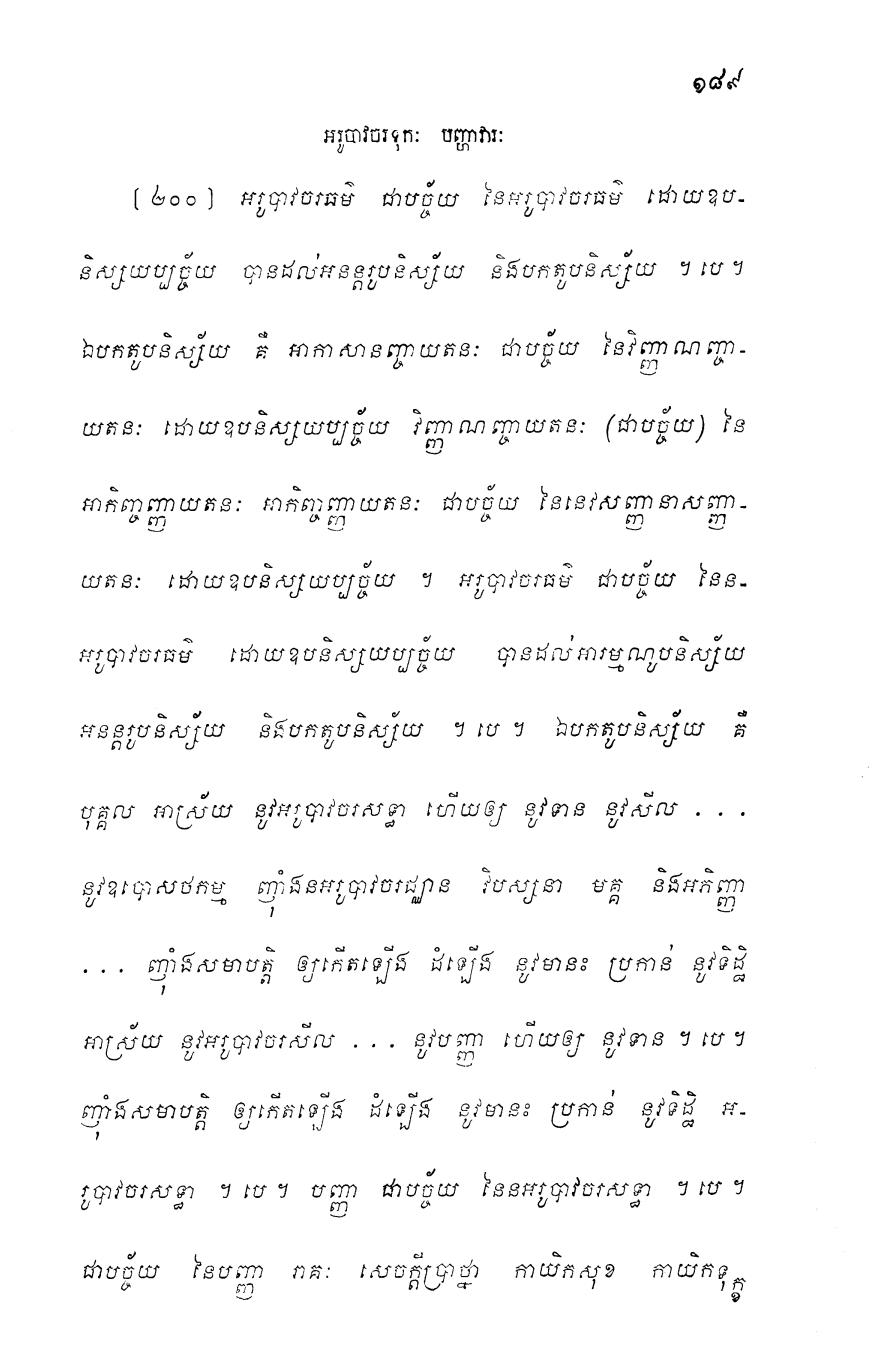 ១៨៩
អរូបាវចរទុកៈ បញ្ហាវារៈ
[២០០] អរូបាវចរធម៌ ជាបច្ច័យ នៃអរូបាវចរធម៌ ដោយឧប-
និស្សយប្បច្ច័យ បានដល់អនន្តរូបនិស្ស័យ និងបកតូបនិស្ស័យ ។ បេ ។
ឯបកតូបនិស្ស័យ គឺ អាកាសានញ្ចាយតនៈ ជាបច្ច័យ នៃវិញ្ញាណញ្ចា-
យតនៈ ដោយឧបនិស្សយប្បច្ច័យ វិញ្ញាណញ្ចាយតនៈ (ជាបច្ច័យ) នៃ
អាកិញ្ចញ្ញាយតនៈ អាកិញ្ចញ្ញាយតនៈ ជាបច្ច័យ នៃនេវសញ្ញានាសញ្ញា-
យតនៈ ដោយឧបនិស្សយប្បច្ច័យ ។ អរូបាវចរធម៌ ជាបច្ច័យ នៃន-
អរូបាវចរធម៌ ដោយឧបនិស្សយប្បច្ច័យ បានដល់អារម្មណូបនិស្ស័យ
អនន្តរូបនិស្ស័យ និងបកតូបនិស្ស័យ ។ បេ ។ ឯបកតូបនិស្ស័យ គឺ
បុគ្គល អាស្រ័យ នូវអរូបាវចរសទ្ធា ហើយឲ្យ នូវទាន នូវសីល . . .
នូវឧបោសថកម្ម ញុំាងនអរូបាវចរជ្ឈាន វិបស្សនា មគ្គ និងអភិញ្ញា
. . . ញុំាងសមាបត្តិ ឲ្យកើតឡើង ដំឡើង នូវមានះ ប្រកាន់ នូវទិដ្ឋិ
អាស្រ័យ នូវអរូបាវចរសីល . . . នូវបញ្ញា ហើយឲ្យ នូវទាន ។ បេ ។
ញុំាងសមាបត្តិ ឲ្យកើតឡើង ដំឡើង នូវមានះ ប្រកាន់ នូវទិដ្ឋិ អ-
រូបាវចរសទ្ធា ។ បេ ។ បញ្ញា ជាបច្ច័យ នៃនអរូបាវចរសទ្ធា ។ បេ ។
ជាបច្ច័យ នៃបញ្ញា រាគៈ សេចក្តីប្រាថ្នា កាយិកសុខ កាយិកទុក្ខ